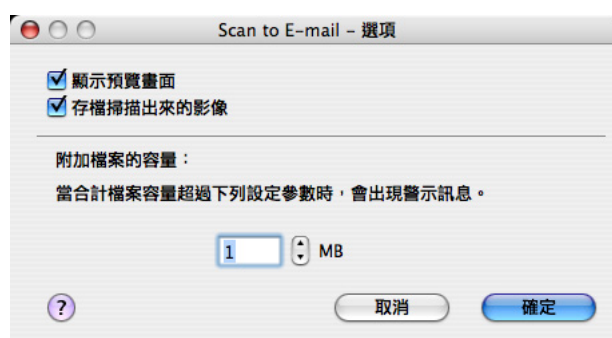 Scan to E-mail – 選項
顯示預覽畫面
存檔掃描出來的影像
附加檔案的容量：
當合計檔案容量超過下列設定參數時，會出現警示訊息。
1 MB
? 取消 確定